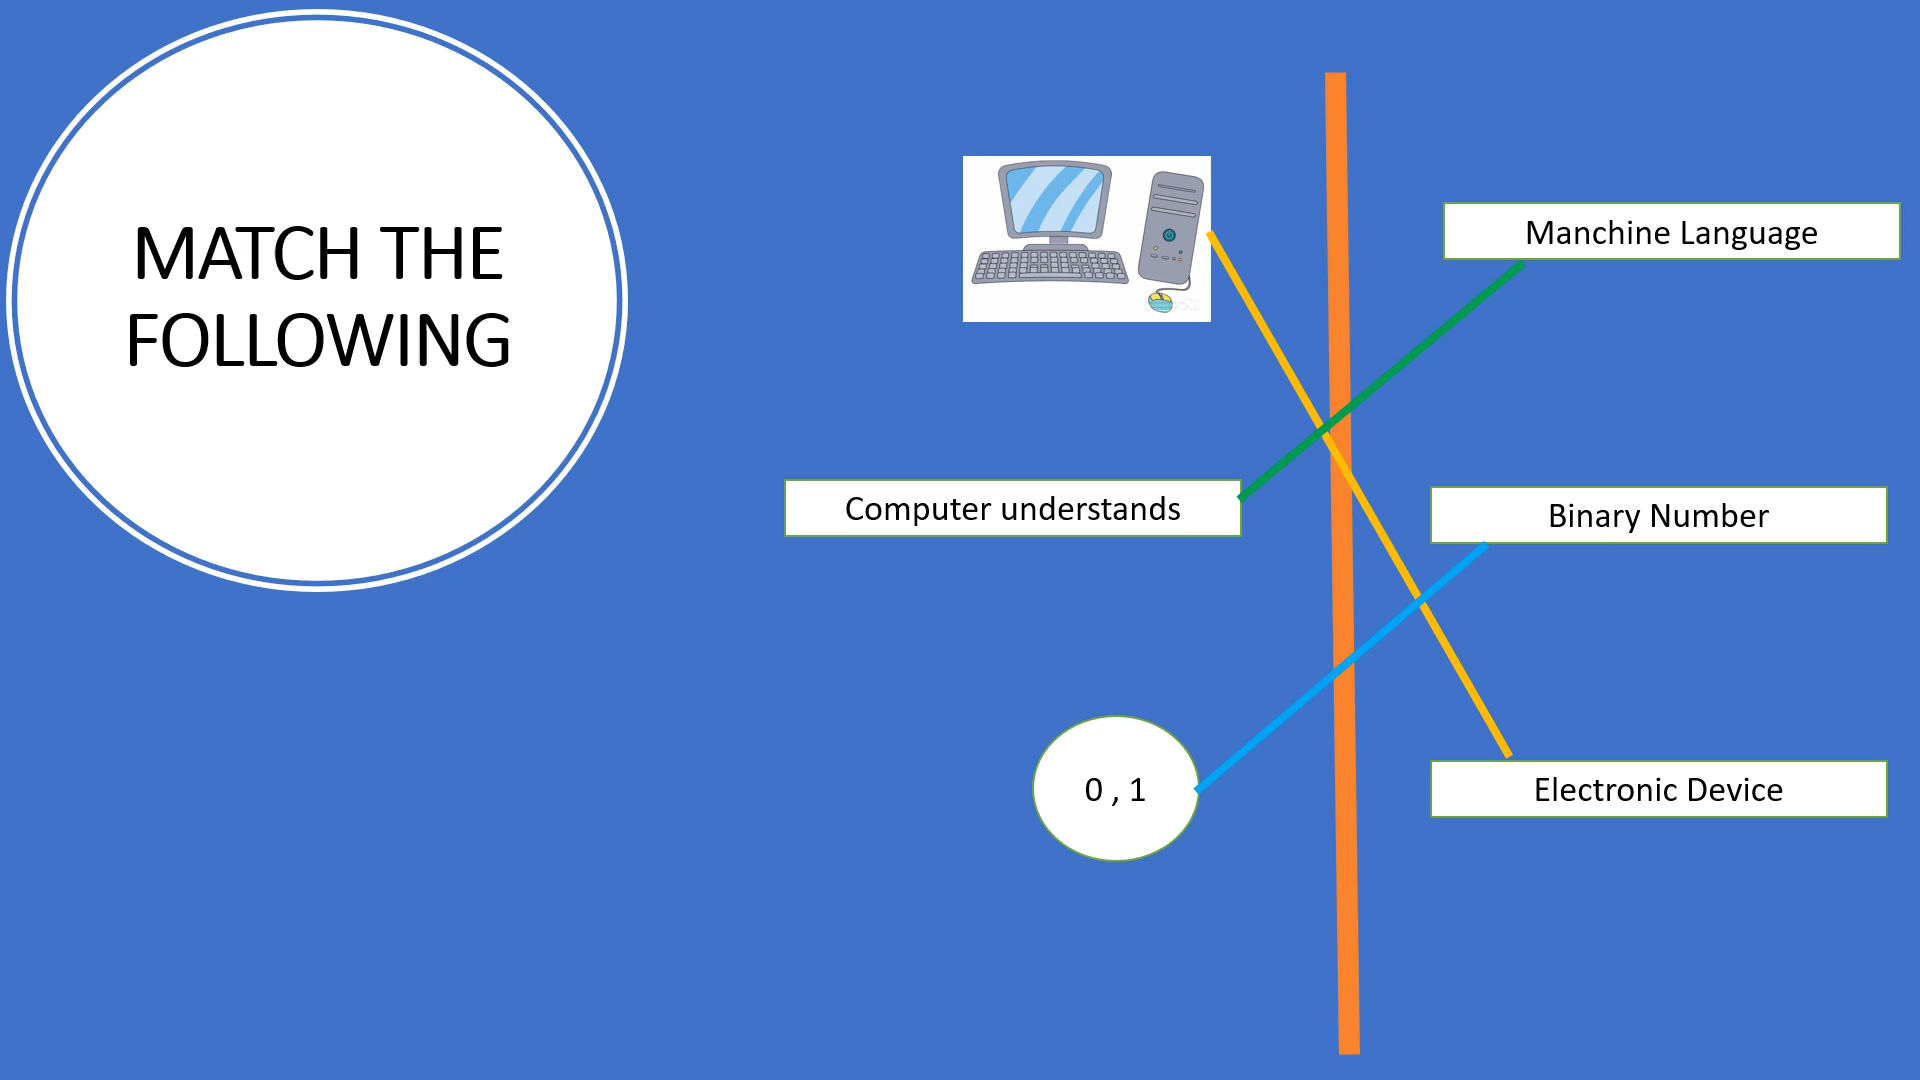 MATCH THE
FOLLOWING
Manchine Language
Computer understands
Binary Number
0 , 1
Electronic Device